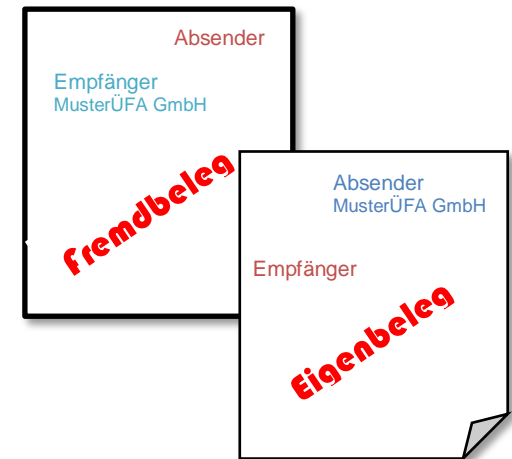 Absender
Empfänger
MusterÜFA GmbH
Fremdbeleg
Absender
MusterÜFA GmbH
Empfänger
Eigenbeleg